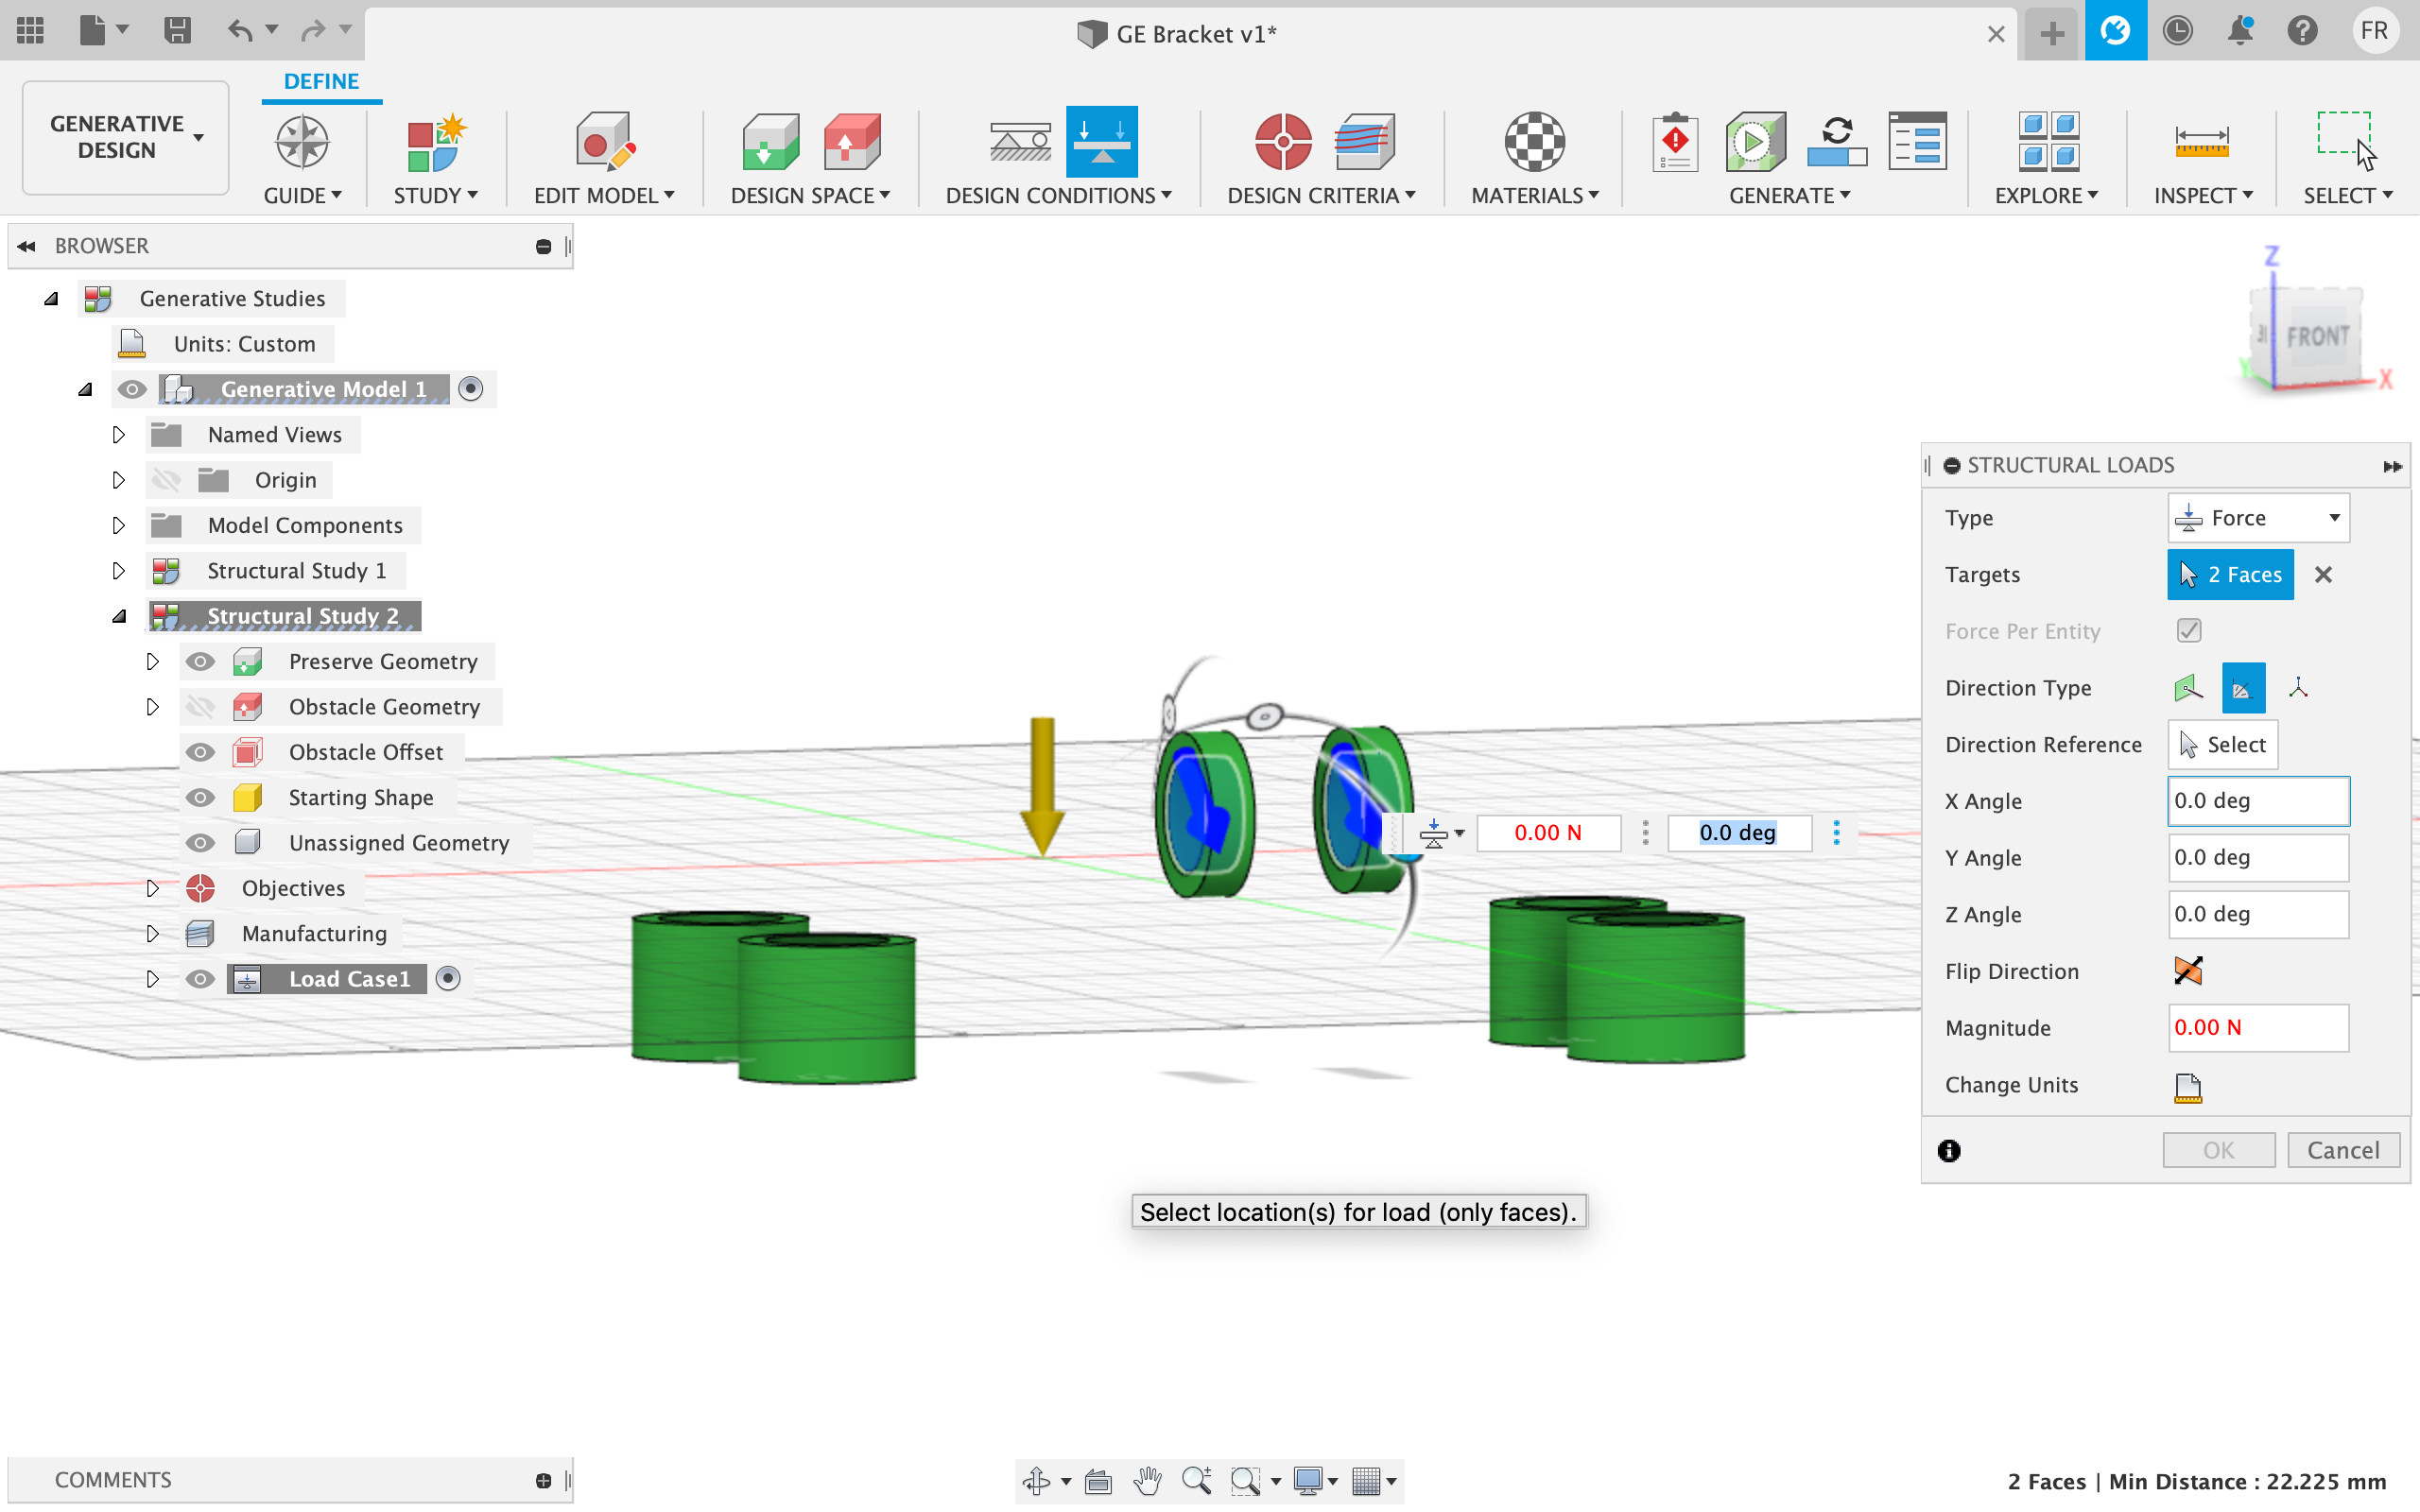 GE Bracket v1*
FR
DEFINE
GENERATIVE
DESIGN
GUIDE
STUDY
EDIT MODEL
DESIGN SPACE
DESIGN CONDITIONS
DESIGN CRITERIA
MATERIALS
GENERATE
EXPLORE
INSPECT
SELECT
BROWSER
Generative Studies
Units: Custom
Generative Model 1
Named Views
Origin
Model Components
Structural Study 1
Structural Study 2
Preserve Geometry
Obstacle Geometry
Obstacle Offset
Starting Shape
Unassigned Geometry
Objectives
Manufacturing
Load Case1
Z
FRONT
Y
X
STRUCTURAL LOADS
Type
Force
Targets
2 Faces
Force Per Entity
Direction Type
Direction Reference
Select
X Angle
0.0 deg
Y Angle
0.0 deg
Z Angle
0.0 deg
Flip Direction
Magnitude
0.00 N
Change Units
OK
Cancel
0.00 N
0.0 deg
Select location(s) for load (only faces).
COMMENTS
2 Faces | Min Distance : 22.225 mm